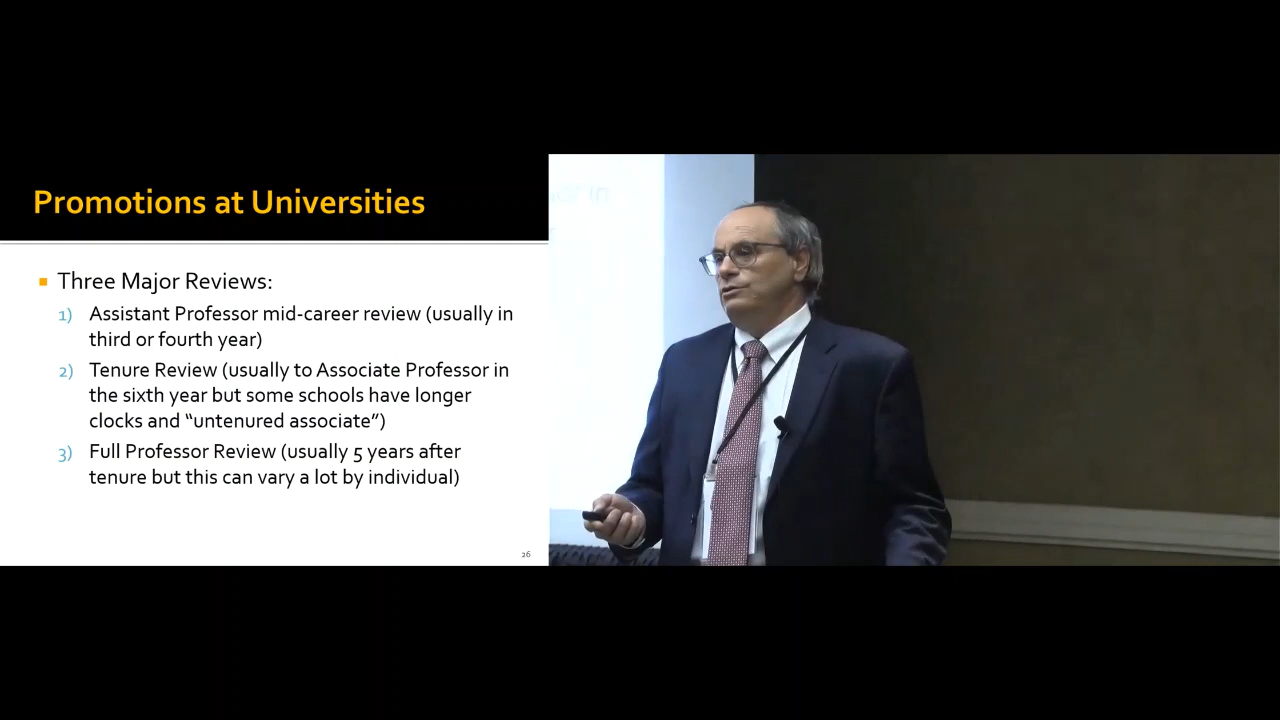 Promotions at Universities
Three Major Reviews:
1) Assistant Professor mid-career review (usually in
third or fourth year)
2) Tenure Review (usually to Associate Professor in
the sixth year but some schools have longer
clocks and “untenured associate”)
3) Full Professor Review (usually 5 years after
tenure but this can vary a lot by individual)
26